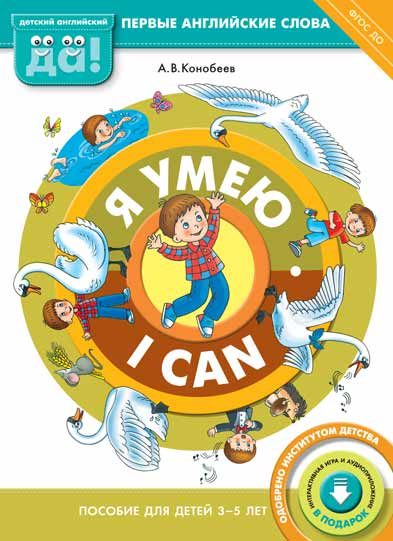 детский английский
да!
ПЕРВЫЕ АНГЛИЙСКИЕ СЛОВА
ФГОС ДО
А.В.Конобеев
Я УМЕЮ
I CAN
ОДОБРЕНО ИНСТИТУТОМ ДЕТСТВА
ИНТЕРАКТИВНАЯ ИГРА И АУДИОПРИЛОЖЕНИЕ
В ПОДАРОК
ПОСОБИЕ ДЛЯ ДЕТЕЙ 3–5 ЛЕТ